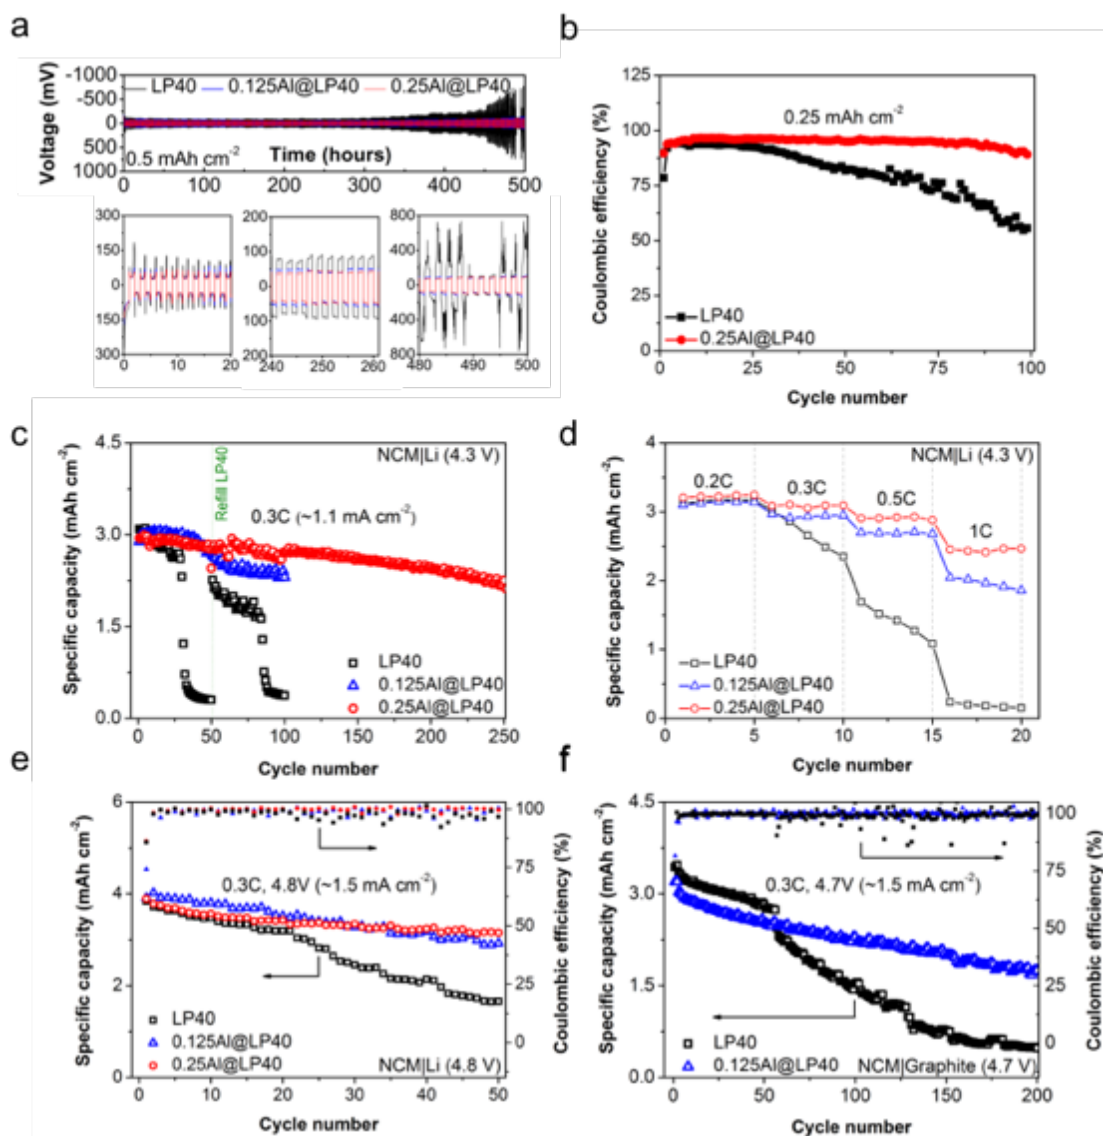 a
LP40 0.125Al@LP40 0.25Al@LP40
Voltage (mV)
-1000
-500
0
500
1000
0.5 mAh cm⁻²
Time (hours)
0 100 200 300 400 500
300
150
0
150
300
0 10 20
200
100
0
100
200
240 250 260
800
400
0
400
800
480 490 500
b
Coulombic efficiency (%)
125
100
75
50
25
0
0.25 mAh cm⁻²
LP40
0.25Al@LP40
0 25 50 75 100
Cycle number
c
Specific capacity (mAh cm⁻²)
4.5
3.0
1.5
0.0
Refill LP40
NCM|Li (4.3 V)
0.3C (~1.1 mA cm⁻²)
LP40
0.125Al@LP40
0.25Al@LP40
0 50 100 150 200 250
Cycle number
d
Specific capacity (mAh cm⁻²)
4
3
2
1
0
NCM|Li (4.3 V)
0.2C
0.3C
0.5C
1C
LP40
0.125Al@LP40
0.25Al@LP40
0 5 10 15 20
Cycle number
e
Specific capacity (mAh cm⁻²)
6
4
2
0
0.3C, 4.8V (~1.5 mA cm⁻²)
LP40
0.125Al@LP40
0.25Al@LP40
NCM|Li (4.8 V)
100
75
50
25
0
Coulombic efficiency (%)
0 10 20 30 40 50
Cycle number
f
Specific capacity (mAh cm⁻²)
4.5
3.0
1.5
0.0
0.3C, 4.7V (~1.5 mA cm⁻²)
LP40
0.125Al@LP40
NCM|Graphite (4.7 V)
100
75
50
25
0
Coulombic efficiency (%)
0 50 100 150 200
Cycle number